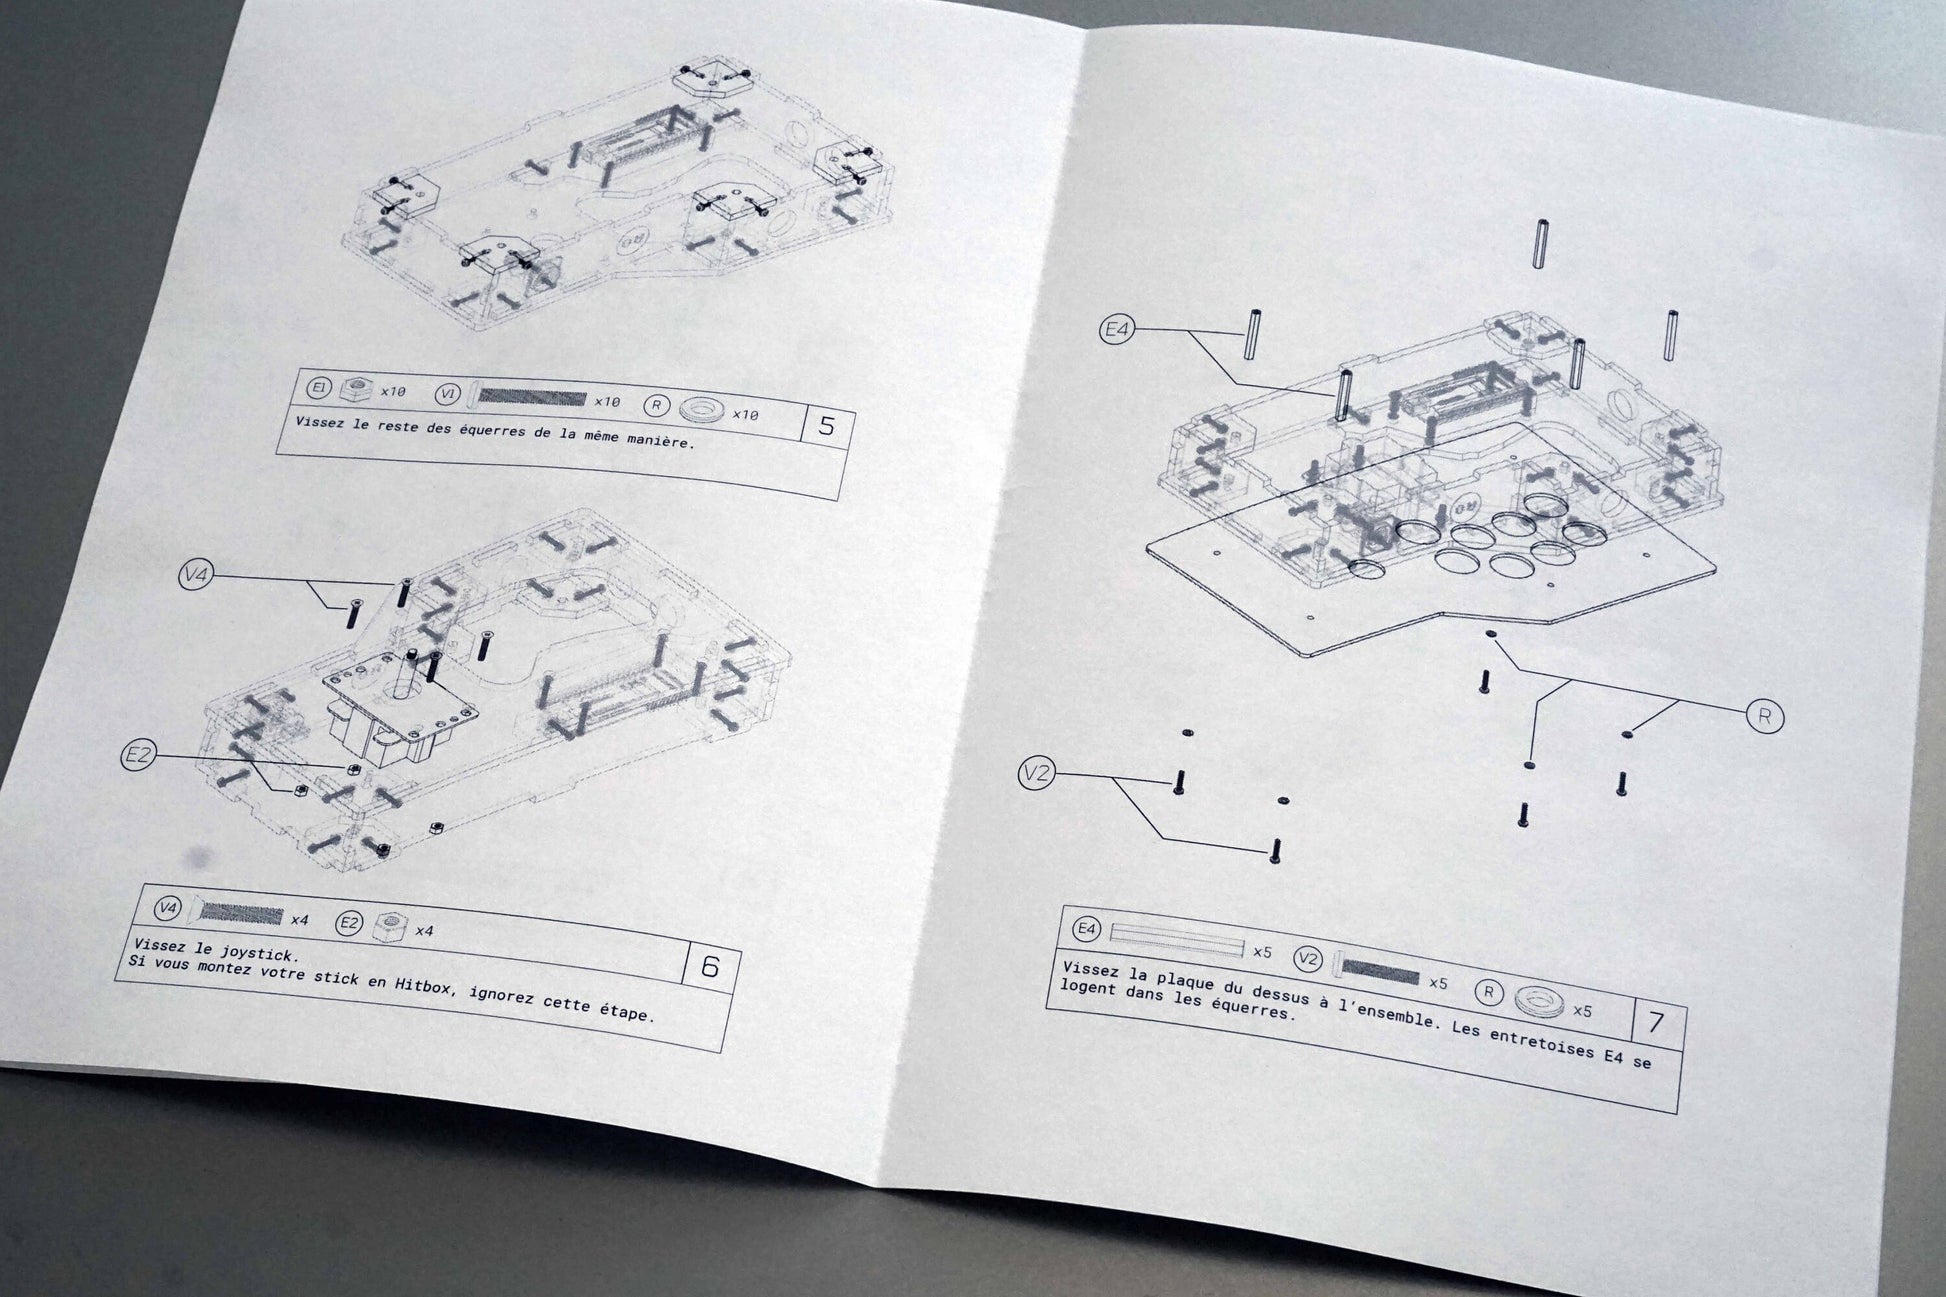 E1 x10 V1 x10 R x10
5
Vissez le reste des équerres de la même manière.
V4
E2
V4 x4 E2 x4
6
Vissez le joystick.
Si vous montez votre stick en Hitbox, ignorez cette étape.
E4
R
V2
E4 x5 V2 x5 R x5
7
Vissez la plaque du dessus à l'ensemble. Les entretoises E4 se
logent dans les équerres.